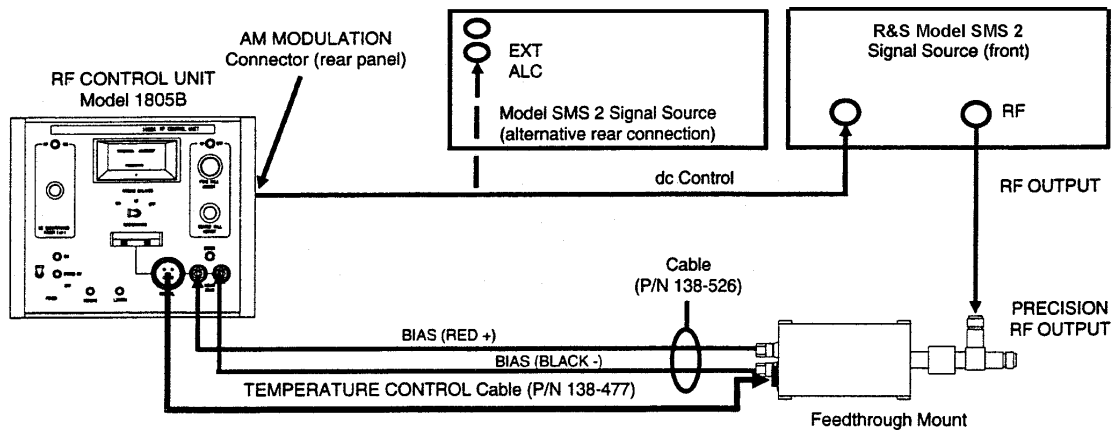 AM MODULATION
Connector (rear panel)
RF CONTROL UNIT
Model 1805B
EXT
ALC
Model SMS 2 Signal Source
(alternative rear connection)
R&S Model SMS 2
Signal Source (front)
RF
dc Control
RF OUTPUT
Cable
(P/N 138-526)
PRECISION
RF OUTPUT
BIAS (RED +)
BIAS (BLACK -)
TEMPERATURE CONTROL Cable (P/N 138-477)
Feedthrough Mount